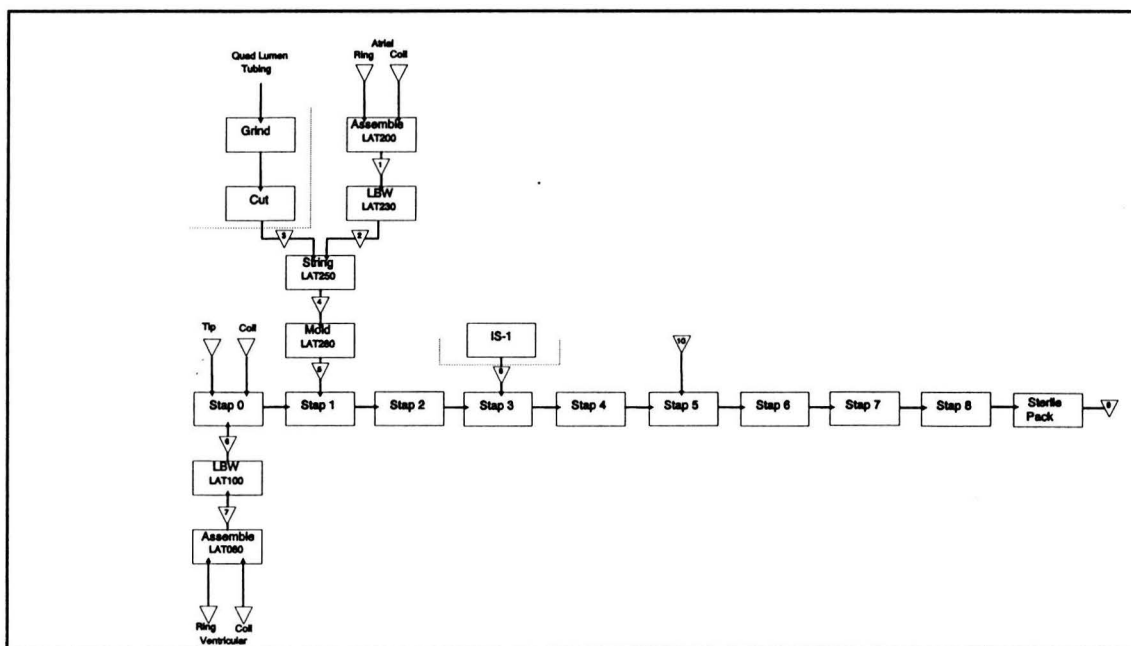 Atrial
Ring Coil
Quad Lumen
Tubing
Grind
Assemble
LAT200
1
Cut
LBW
LAT230
3
2
String
LAT250
4
Tip Coil
Mold
LAT280
IS-1
10
5
8
Stap 0
Stap 1
Stap 2
Stap 3
Stap 4
Stap 5
Stap 6
Stap 7
Stap 8
Sterile
Pack
9
6
LBW
LAT100
7
Assemble
LAT080
Ring Coil
Ventricular